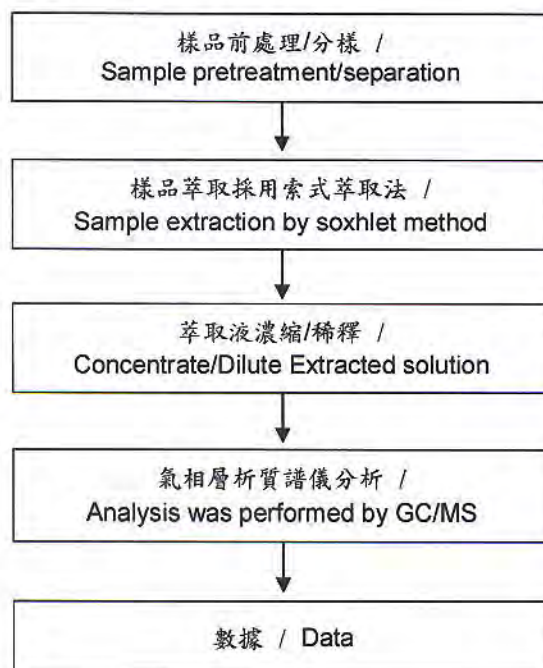 樣品前處理/分樣 /
Sample pretreatment/separation
樣品萃取採用索式萃取法 /
Sample extraction by soxhlet method
萃取液濃縮/稀釋 /
Concentrate/Dilute Extracted solution
氣相層析質譜儀分析 /
Analysis was performed by GC/MS
數據 / Data